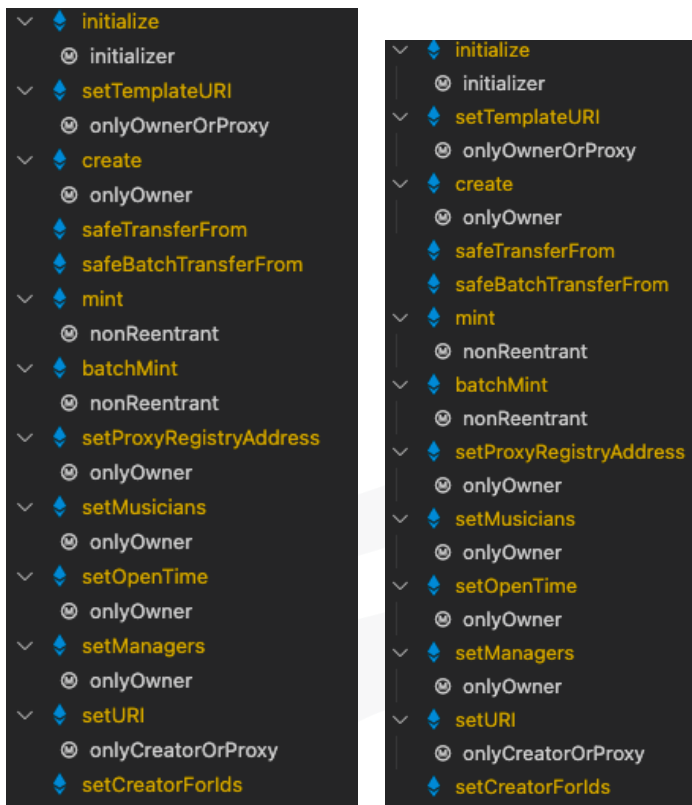 initialize
initializer
setTemplateURI
onlyOwnerOrProxy
create
onlyOwner
safeTransferFrom
safeBatchTransferFrom
mint
nonReentrant
batchMint
nonReentrant
setProxyRegistryAddress
onlyOwner
setMusicians
onlyOwner
setOpenTime
onlyOwner
setManagers
onlyOwner
setURI
onlyCreatorOrProxy
setCreatorForIds
initialize
initializer
setTemplateURI
onlyOwnerOrProxy
create
onlyOwner
safeTransferFrom
safeBatchTransferFrom
mint
nonReentrant
batchMint
nonReentrant
setProxyRegistryAddress
onlyOwner
setMusicians
onlyOwner
setOpenTime
onlyOwner
setManagers
onlyOwner
setURI
onlyCreatorOrProxy
setCreatorForIds